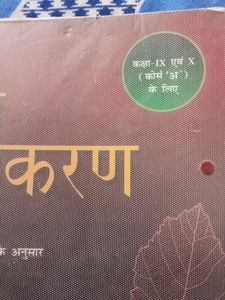 कक्षा-IX एवं X
(कोर्स 'अ')
के लिए
करण
के अनुसार